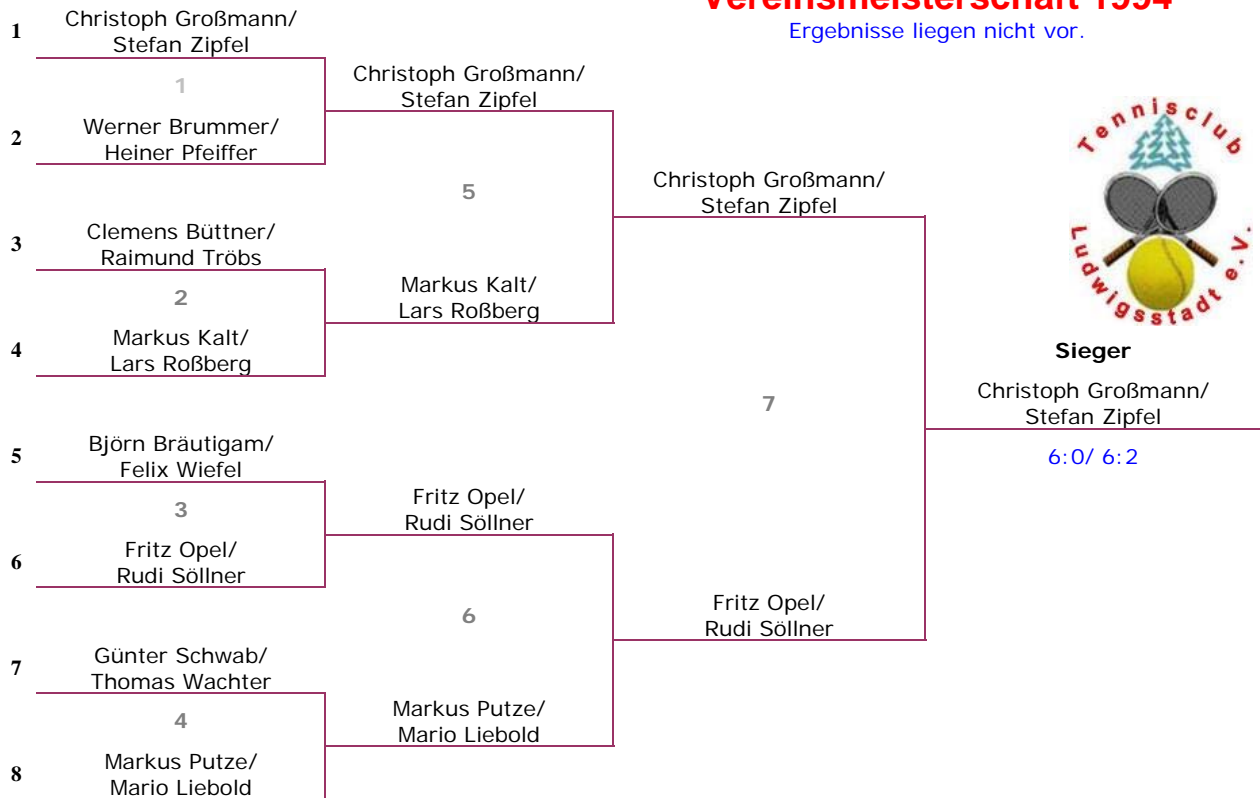 Vereinsmeisterschaft 1994
Ergebnisse liegen nicht vor.
1
Christoph Großmann/
Stefan Zipfel
1
2
Werner Brummer/
Heiner Pfeiffer
3
Clemens Büttner/
Raimund Tröbs
2
4
Markus Kalt/
Lars Roßberg
5
Björn Bräutigam/
Felix Wiefel
3
6
Fritz Opel/
Rudi Söllner
7
Günter Schwab/
Thomas Wachter
4
8
Markus Putze/
Mario Liebold
Christoph Großmann/
Stefan Zipfel
5
Markus Kalt/
Lars Roßberg
Fritz Opel/
Rudi Söllner
6
Markus Putze/
Mario Liebold
Christoph Großmann/
Stefan Zipfel
7
Fritz Opel/
Rudi Söllner
Tennisclub
Ludwigsstadt e.V.
Sieger
Christoph Großmann/
Stefan Zipfel
6:0/ 6:2